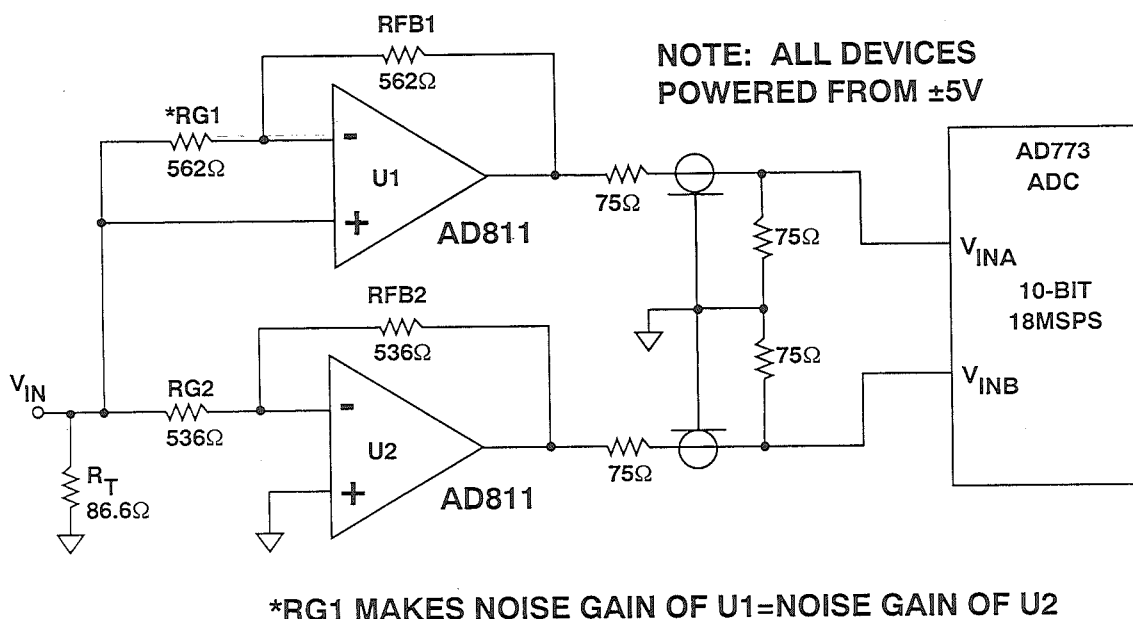 RFB1
562Ω
NOTE: ALL DEVICES
POWERED FROM ±5V
*RG1
562Ω
U1
AD811
75Ω
75Ω
AD773
ADC
VINA
10-BIT
18MSPS
VINB
RFB2
536Ω
75Ω
VIN
RG2
536Ω
U2
AD811
75Ω
RT
86.6Ω
*RG1 MAKES NOISE GAIN OF U1=NOISE GAIN OF U2